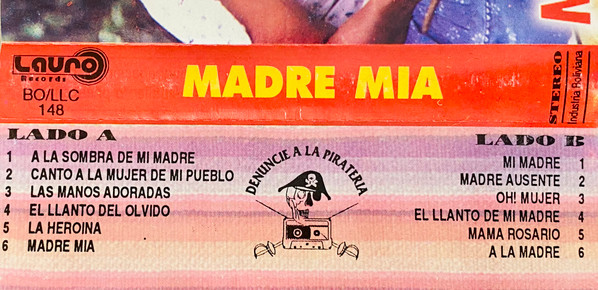 V
Lauro
Records
BO/LLC
148
MADRE MIA
STEREO
Industria Boliviana
LADO A
1 A LA SOMBRA DE MI MADRE
2 CANTO A LA MUJER DE MI PUEBLO
3 LAS MANOS ADORADAS
4 EL LLANTO DEL OLVIDO
5 LA HEROINA
6 MADRE MIA
DENUNCIE A LA PIRATERIA
LADO B
MI MADRE 1
MADRE AUSENTE 2
OH! MUJER 3
EL LLANTO DE MI MADRE 4
MAMA ROSARIO 5
A LA MADRE 6